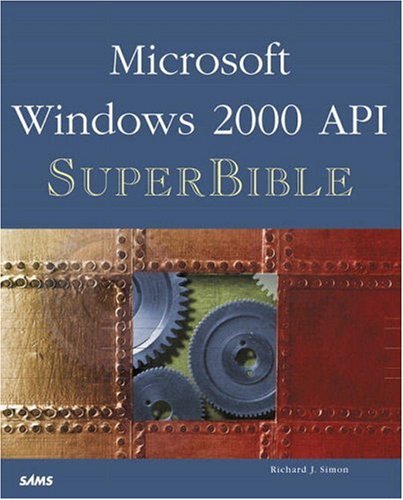 Microsoft
Windows 2000 API
SUPERBIBLE
Richard J. Simon
SAMS